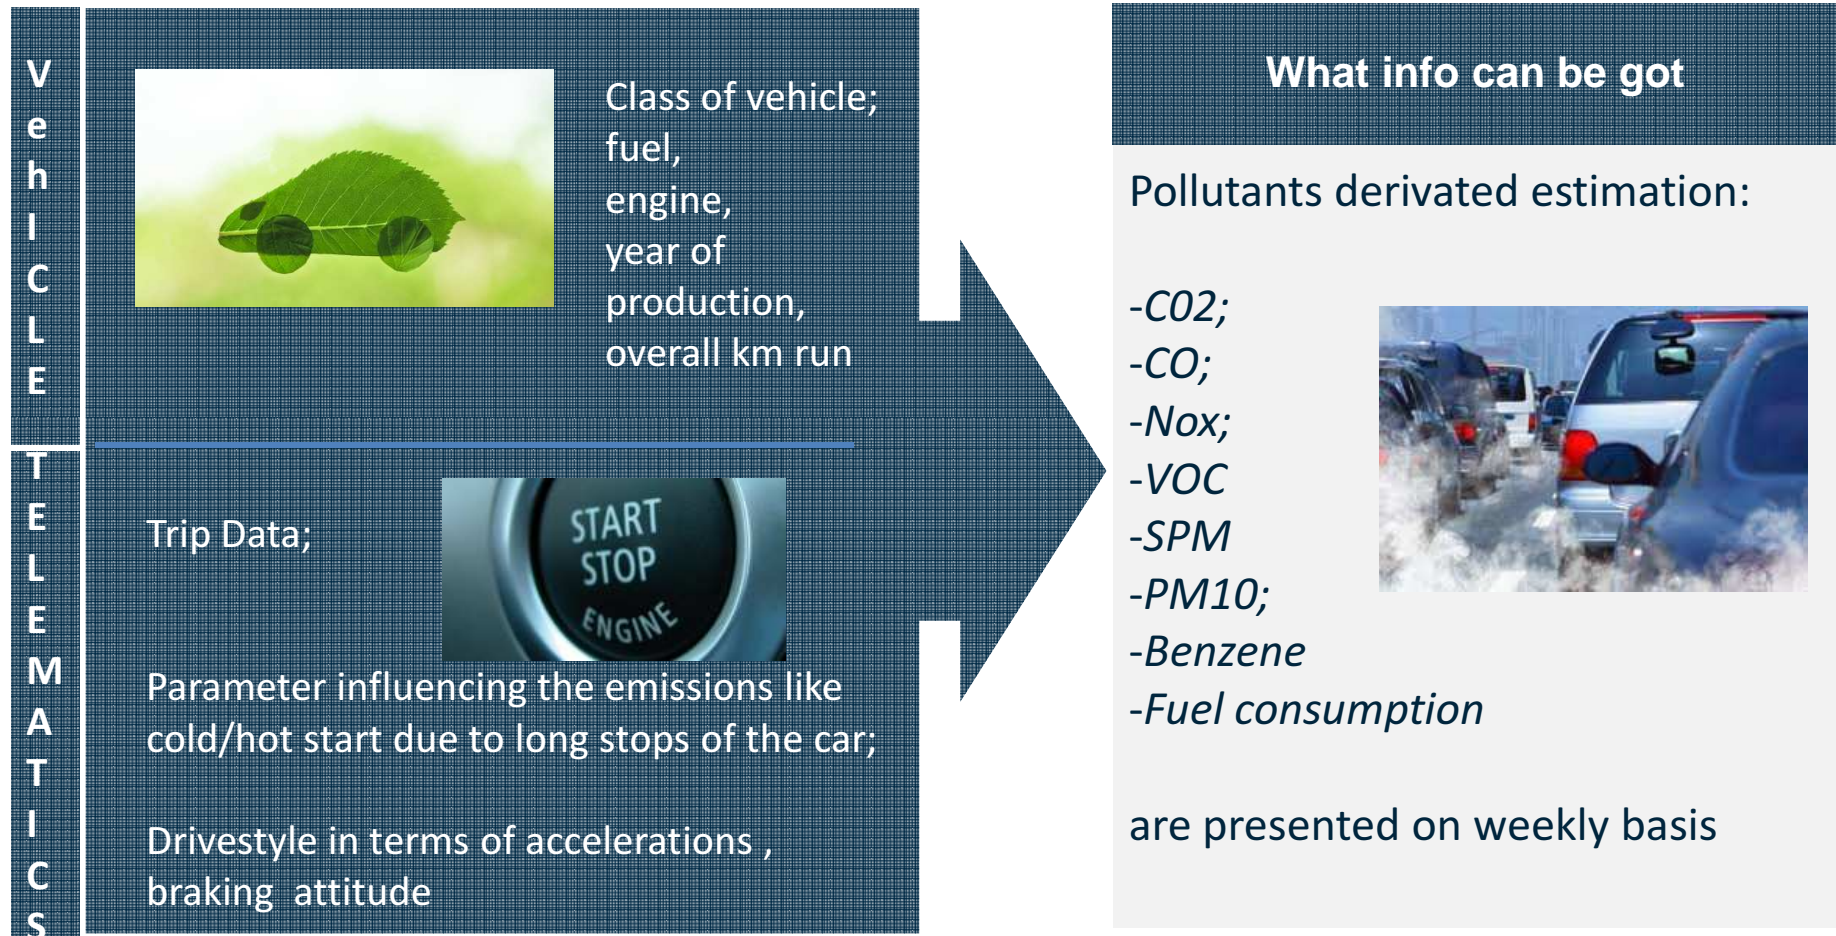 VehICLE
Class of vehicle;
fuel,
engine,
year of
production,
overall km run
TELEMATICS
Trip Data;
START
STOP
ENGINE
Parameter influencing the emissions like
cold/hot start due to long stops of the car;
Drivestyle in terms of accelerations ,
braking attitude
What info can be got
Pollutants derivated estimation:
-C02;
-CO;
-Nox;
-VOC
-SPM
-PM10;
-Benzene
-Fuel consumption
are presented on weekly basis